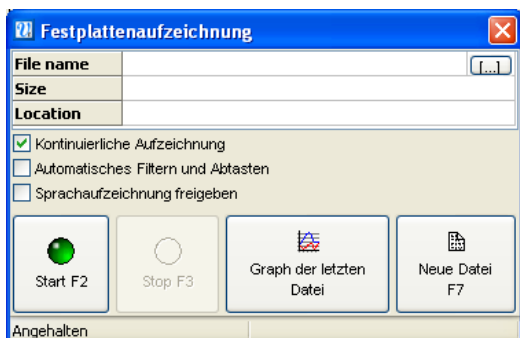 Festplattenaufzeichnung
File name
[...]
Size
Location
Kontinuierliche Aufzeichnung
Automatisches Filtern und Abtasten
Sprachaufzeichnung freigeben
Start F2
Stop F3
Graph der letzten
Datei
Neue Datei
F7
Angehalten